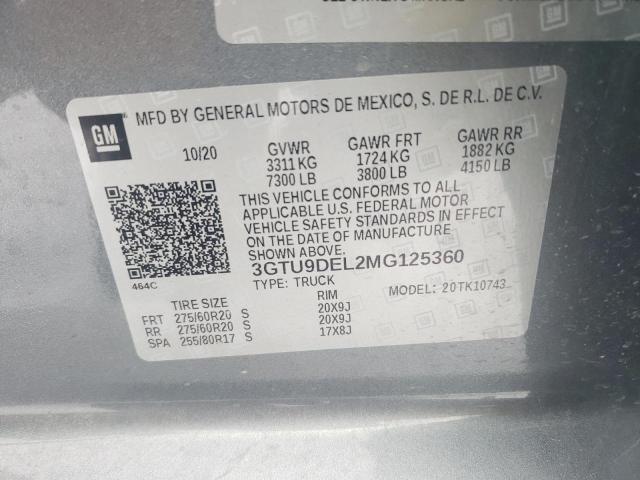 SEE OWNER'S MANUAL
GM
MFD BY GENERAL MOTORS DE MEXICO, S. DE R.L. DE C.V.
10/20 GVWR GAWR FRT GAWR RR
3311 KG 1724 KG 1882 KG
7300 LB 3800 LB 4150 LB
THIS VEHICLE CONFORMS TO ALL
APPLICABLE U.S. FEDERAL MOTOR
VEHICLE STANDARDS IN EFFECT
ON THE DATE OF MANUFACTURE
SHOWN ABOVE.
3GTU9DEL2MG125360
464C TYPE: TRUCK MODEL: 20TK10743
TIRE SIZE RIM
FRT 275/60R20 S 20X9J
RR 275/60R20 S 20X9J
SPA 255/80R17 S 17X8J